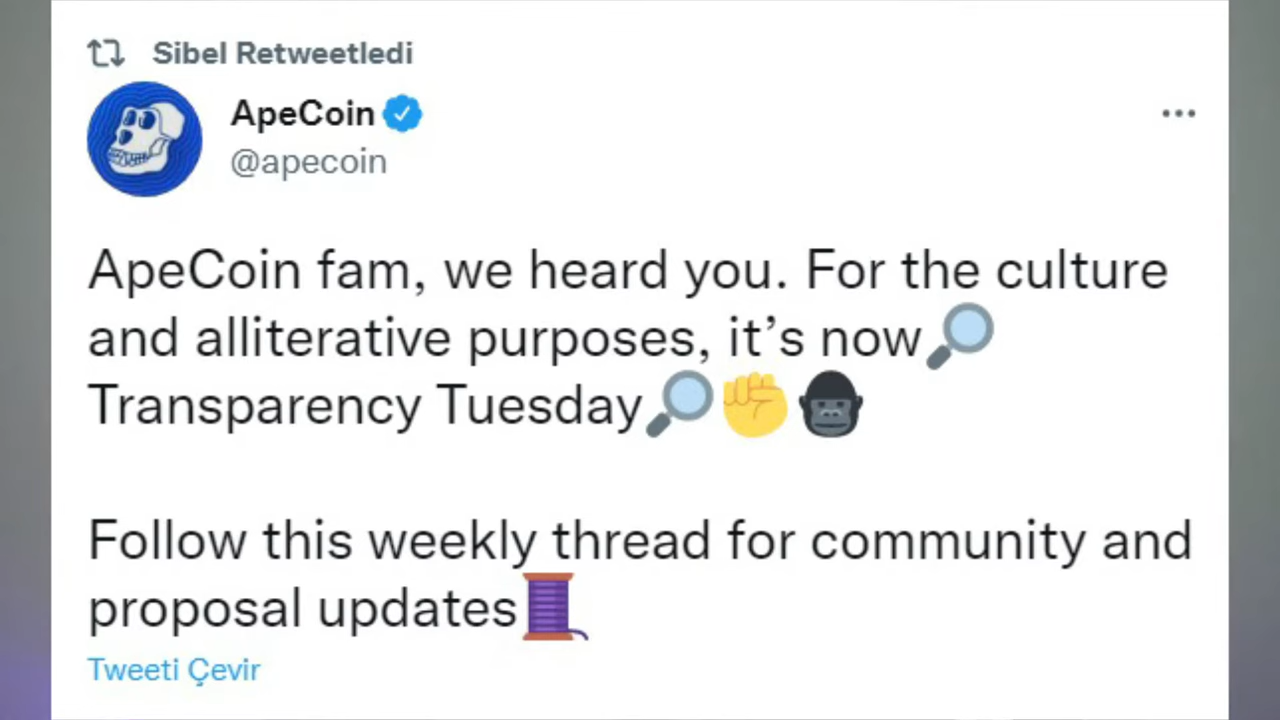 Sibel Retweetledi
ApeCoin
@apecoin
ApeCoin fam, we heard you. For the culture
and alliterative purposes, it’s now🔎
Transparency Tuesday🔎✊🦍
Follow this weekly thread for community and
proposal updates🧵
Tweeti Çevir